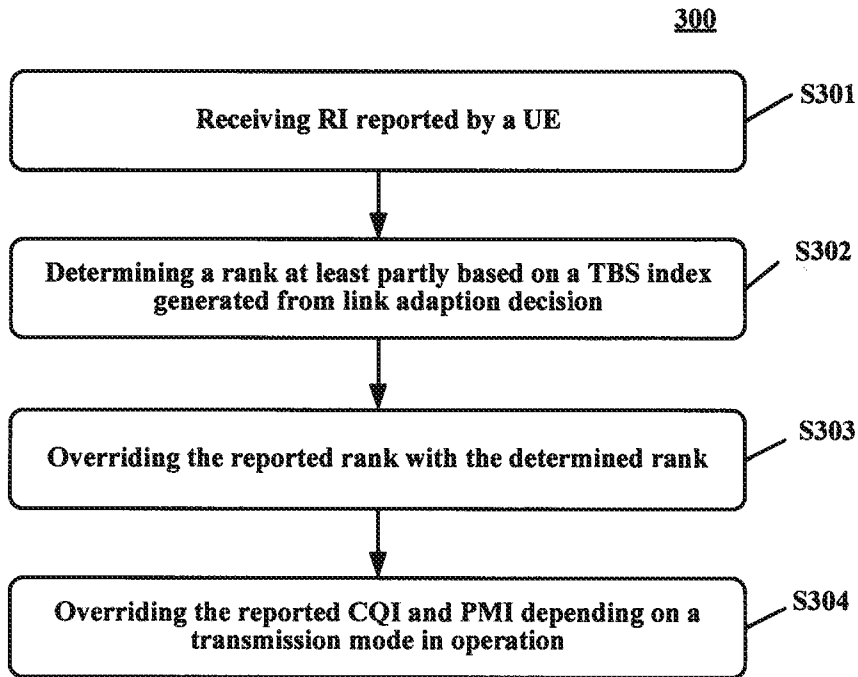 300
Receiving RI reported by a UE
S301
Determining a rank at least partly based on a TBS index
generated from link adaption decision
S302
Overriding the reported rank with the determined rank
S303
Overriding the reported CQI and PMI depending on a
transmission mode in operation
S304